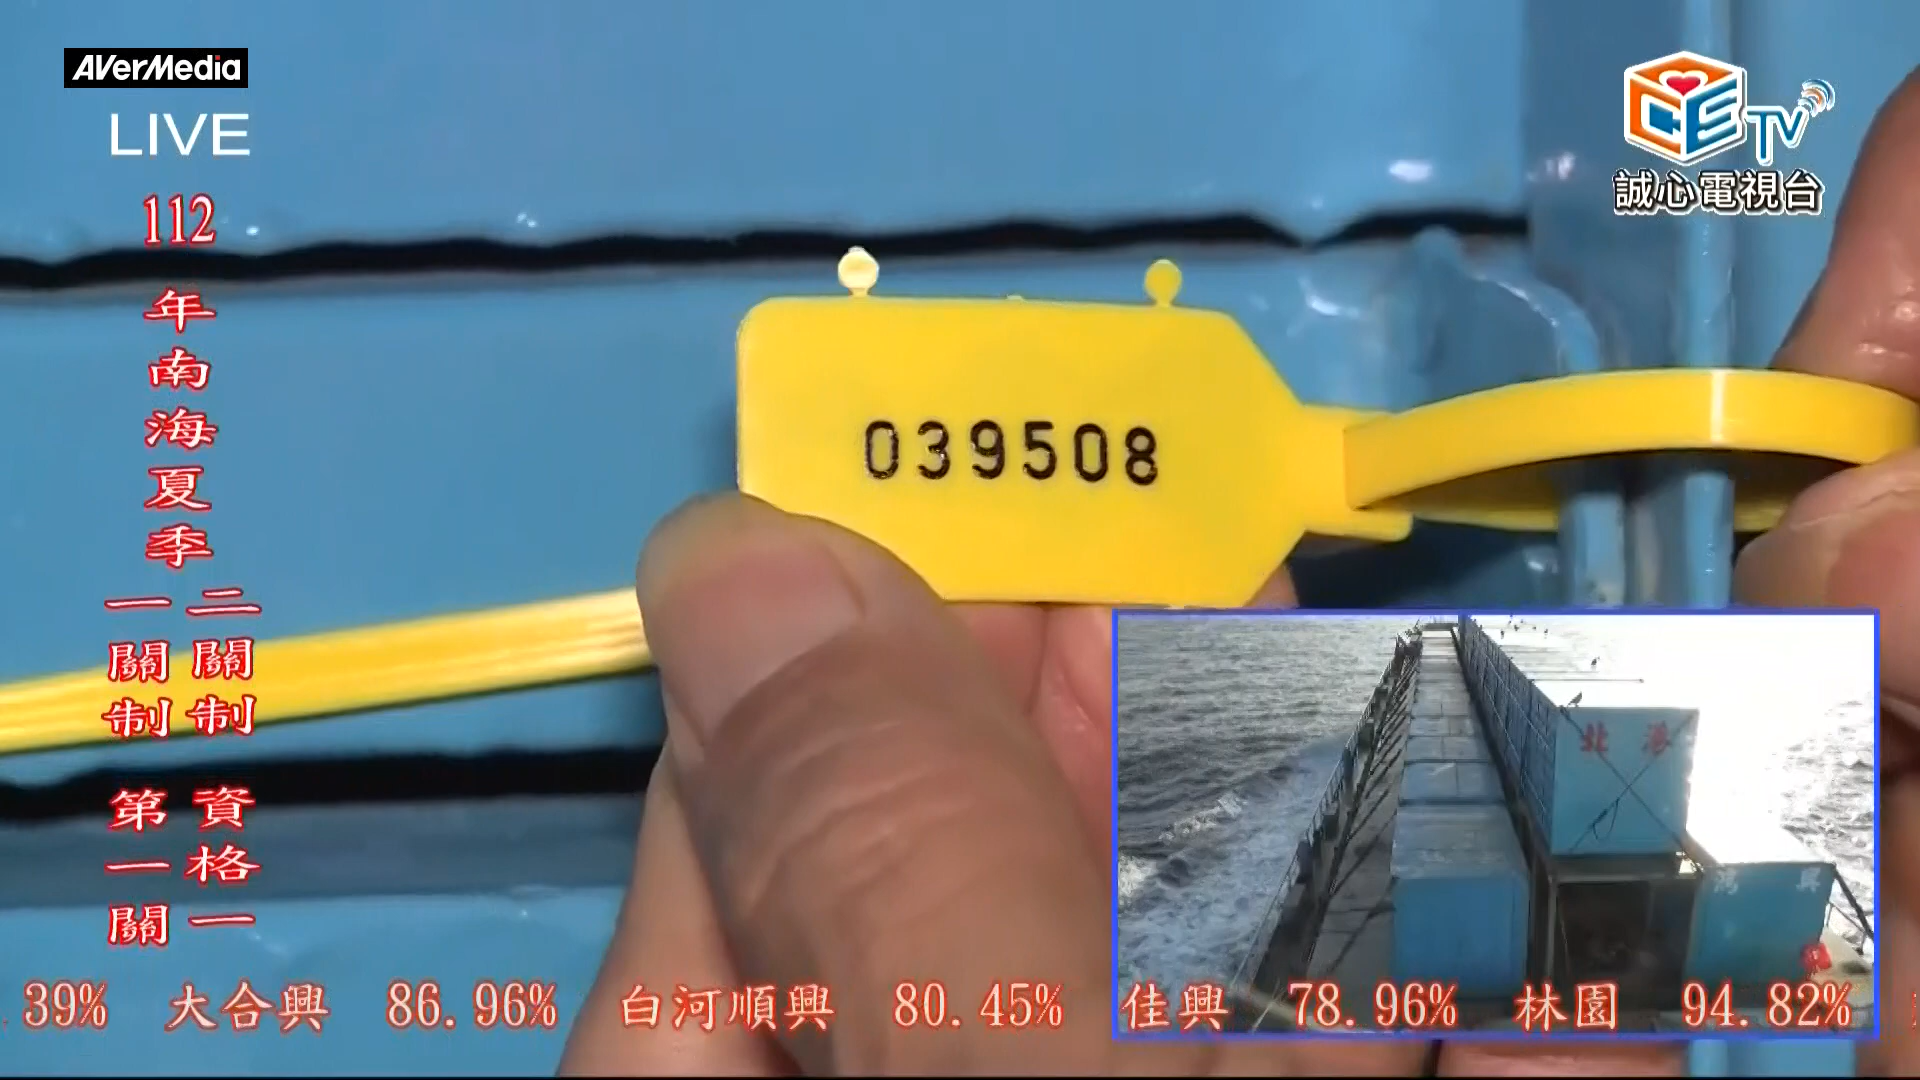 AVerMedia
LIVE
112
年南海夏季
一關制 第一關
二關制 資格一
CE TV
誠心電視台
039508
北港
.39% 大合興 86.96% 白河順興 80.45% 佳興 78.96% 林園 94.82%